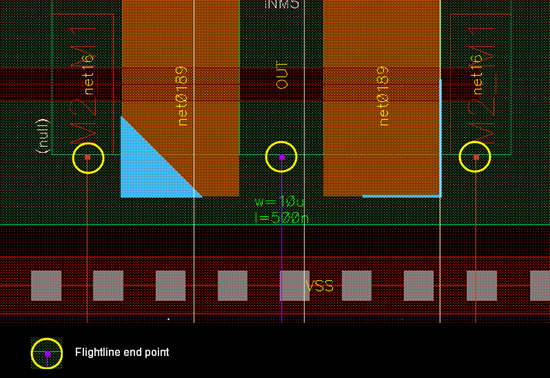 iNM5
M2_M1
net16
net0189
OUT
net0189
net16
M2_M1
(null)
w=10u
l=500n
VSS
Flightline end point